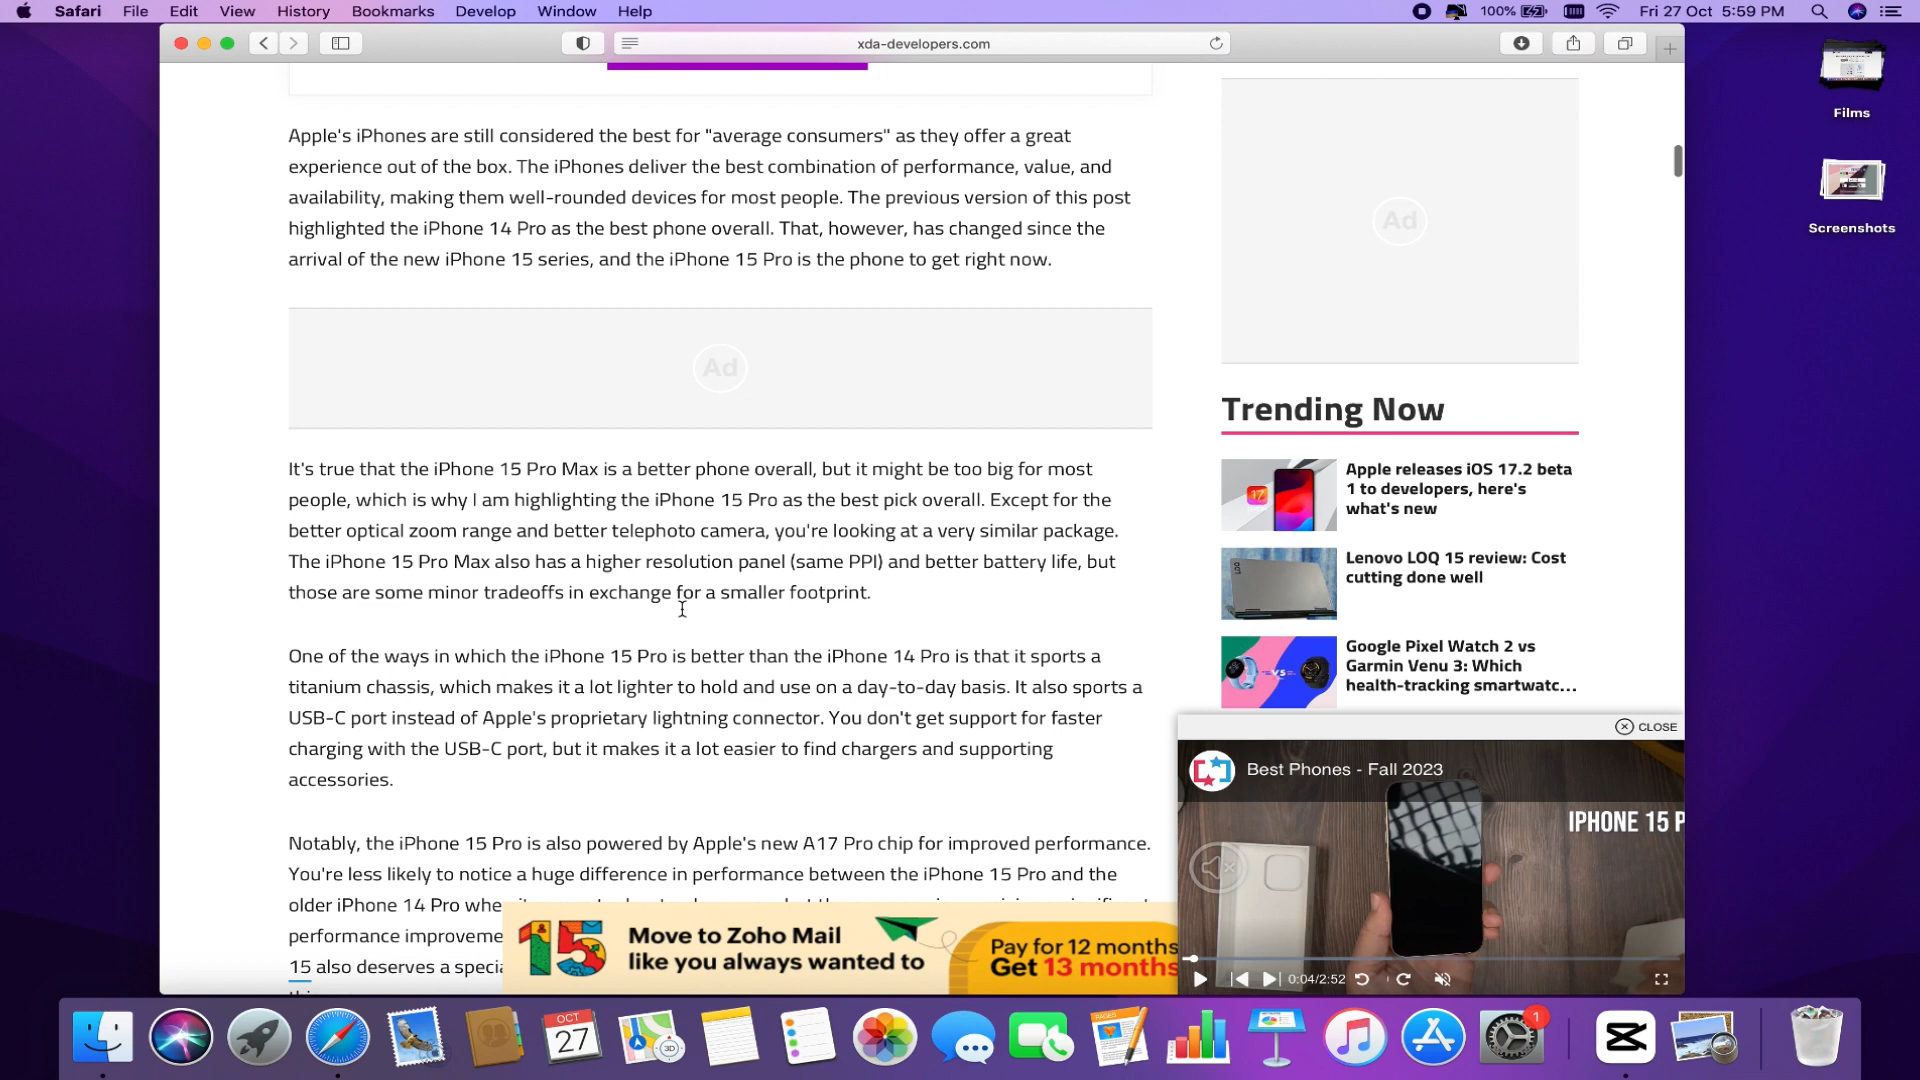 Safari File Edit View History Bookmarks Develop Window Help 100% Fri 27 Oct 5:59 PM
xda-developers.com
Films
Screenshots
Apple's iPhones are still considered the best for "average consumers" as they offer a great
experience out of the box. The iPhones deliver the best combination of performance, value, and
availability, making them well-rounded devices for most people. The previous version of this post
highlighted the iPhone 14 Pro as the best phone overall. That, however, has changed since the
arrival of the new iPhone 15 series, and the iPhone 15 Pro is the phone to get right now.
Ad
It's true that the iPhone 15 Pro Max is a better phone overall, but it might be too big for most
people, which is why I am highlighting the iPhone 15 Pro as the best pick overall. Except for the
better optical zoom range and better telephoto camera, you're looking at a very similar package.
The iPhone 15 Pro Max also has a higher resolution panel (same PPI) and better battery life, but
those are some minor tradeoffs in exchange for a smaller footprint.
One of the ways in which the iPhone 15 Pro is better than the iPhone 14 Pro is that it sports a
titanium chassis, which makes it a lot lighter to hold and use on a day-to-day basis. It also sports a
USB-C port instead of Apple's proprietary lightning connector. You don't get support for faster
charging with the USB-C port, but it makes it a lot easier to find chargers and supporting
accessories.
Notably, the iPhone 15 Pro is also powered by Apple's new A17 Pro chip for improved performance.
You're less likely to notice a huge difference in performance between the iPhone 15 Pro and the
older iPhone 14 Pro
performance
15 also deserves a
Ad
Trending Now
17
Apple releases iOS 17.2 beta
1 to developers, here's
what's new
LOQ
Lenovo LOQ 15 review: Cost
cutting done well
VS
Google Pixel Watch 2 vs
Garmin Venu 3: Which
health-tracking smartwatc...
CLOSE
Best Phones - Fall 2023
IPHONE 15 P
0:04/2:52
15
Move to Zoho Mail
like you always wanted to
Pay for 12 months
Get 13 months
OCT
27
3D
PAGES
1